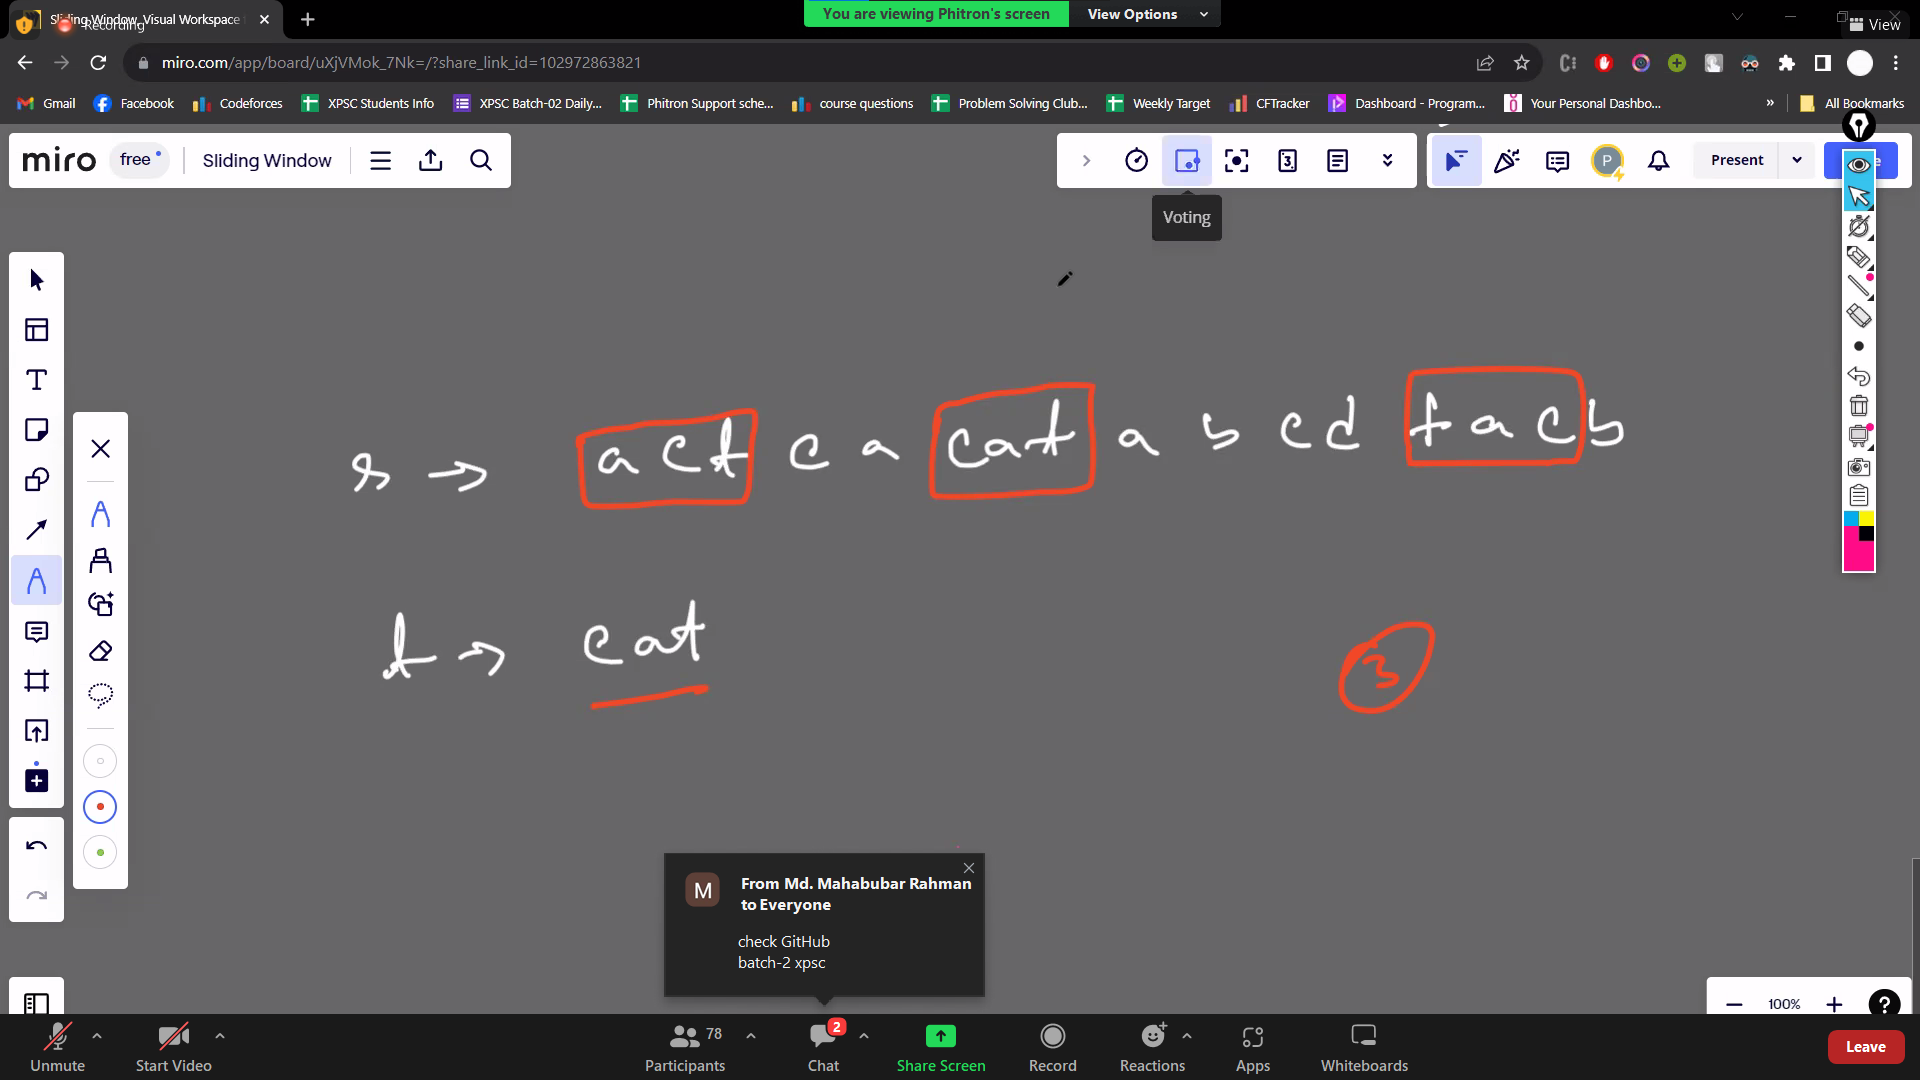 Sliding Window, Visual Workspace
Recording
You are viewing Phitron's screen
View Options
View
miro.com/app/board/uXjVMok_7Nk=/?share_link_id=102972863821
Gmail
Facebook
Codeforces
XPSC Students Info
XPSC Batch-02 Daily...
Phitron Support sche...
course questions
Problem Solving Club...
Weekly Target
CFTracker
Dashboard - Program...
Your Personal Dashbo...
»
All Bookmarks
miro
free
Sliding Window
P
Present
Voting
s → act c a cat a b c d tac b
t → cat
3
From Md. Mahabubar Rahman
to Everyone
M
check GitHub
batch-2 xpsc
100%
?
Unmute
Start Video
78
Participants
2
Chat
Share Screen
Record
Reactions
Apps
Whiteboards
Leave